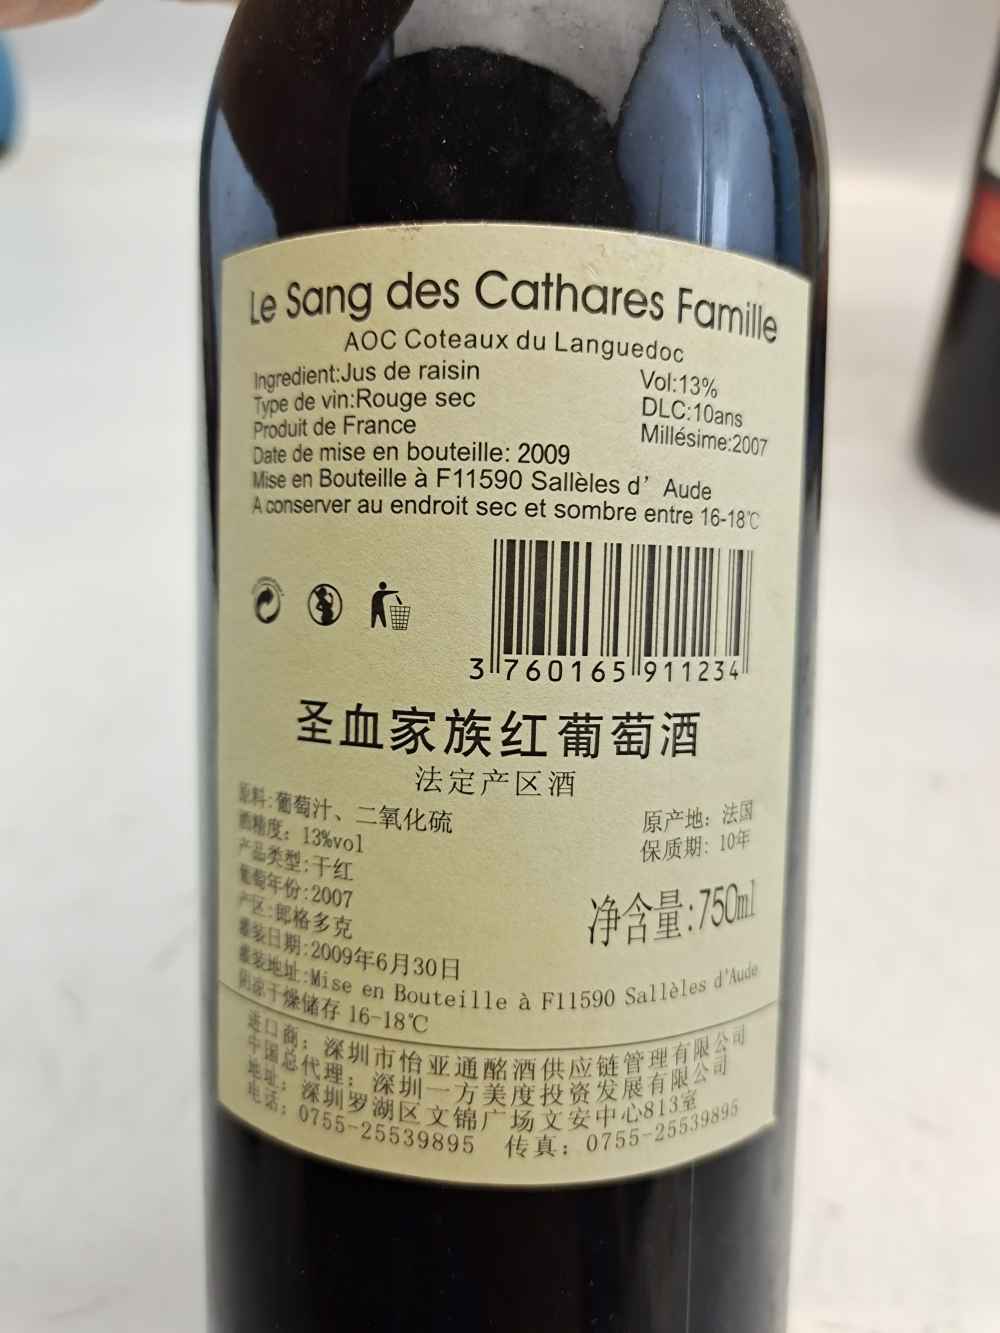 Le Sang des Cathares Famille
AOC Coteaux du Languedoc
Ingredient:Jus de raisin
Vol:13%
Type de vin:Rouge sec
DLC:10ans
Produit de France
Millésime:2007
Date de mise en bouteille: 2009
Mise en Bouteille à F11590 Sallèles d' Aude
A conserver au endroit sec et sombre entre 16-18℃
3 760165 911234
圣血家族红葡萄酒
法定产区酒
原料:葡萄汁、二氧化硫
原产地: 法国
酒精度: 13%vol
保质期: 10年
产品类型:干红
葡萄年份:2007
净含量:750ml
产区:郎格多克
灌装日期:2009年6月30日
灌装地址:Mise en Bouteille à F11590 Sallèles d'Aude
阴凉干燥储存 16-18℃
进口商: 深圳市怡亚通酩酒供应链管理有限公司
中国总代理: 深圳一方美度投资发展有限公司
地址: 深圳罗湖区文锦广场文安中心813室
电话: 0755-25539895 传真: 0755-25539895